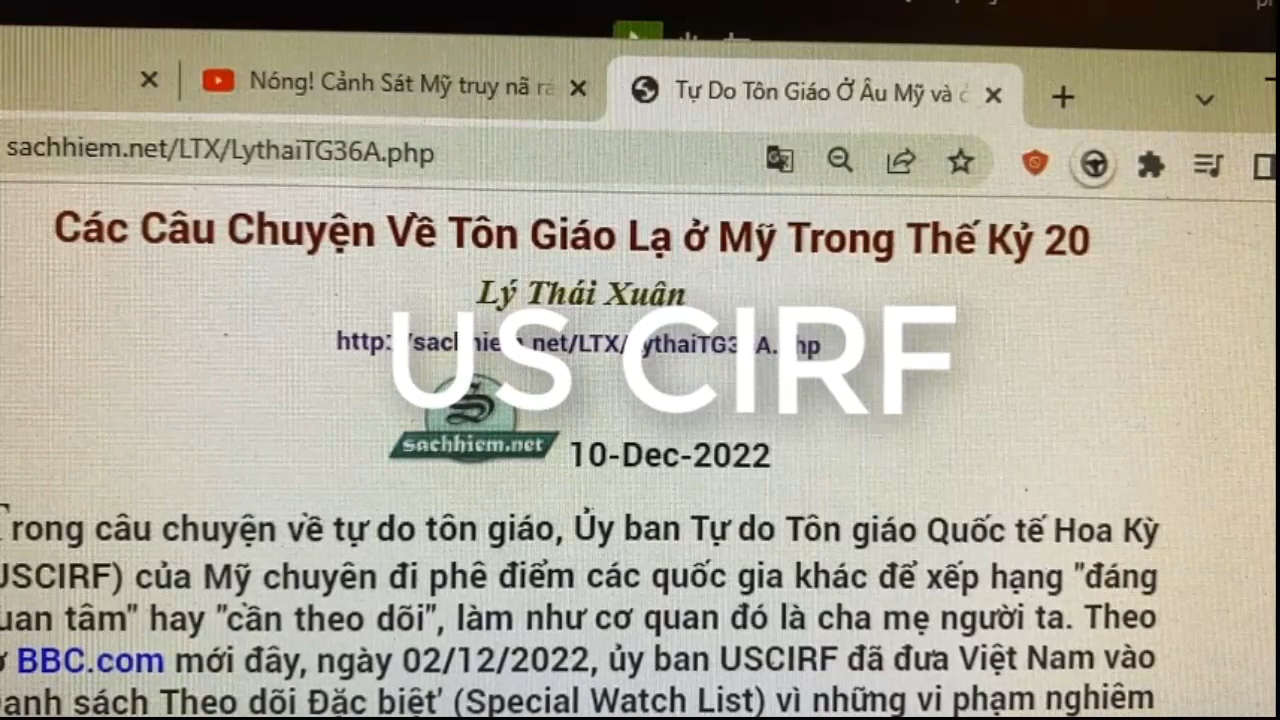 Nóng! Cảnh Sát Mỹ truy nã
Tự Do Tôn Giáo Ở Âu Mỹ và
sachhiem.net/LTX/LythaiTG36A.php
Các Câu Chuyện Về Tôn Giáo Lạ ở Mỹ Trong Thế Kỷ 20
Lý Thái Xuân
US CIRF
sachhiem.net
10-Dec-2022
Trong câu chuyện về tự do tôn giáo, Ủy ban Tự do Tôn giáo Quốc tế Hoa Kỳ
USCIRF) của Mỹ chuyên đi phê điểm các quốc gia khác để xếp hạng "đáng
tâm" hay "cần theo dõi", làm như cơ quan đó là cha mẹ người ta. Theo
BBC.com mới đây, ngày 02/12/2022, ủy ban USCIRF đã đưa Việt Nam vào
sách Theo dõi Đặc biệt' (Special Watch List) vì những vi phạm nghiêm